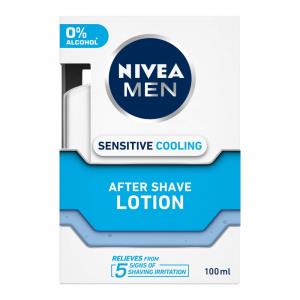 0%
ALCOHOL*
NIVEA
MEN
SENSITIVE COOLING
AFTER SHAVE
LOTION
RELIEVES FROM
5 SIGNS OF
SHAVING IRRITATION
100ml